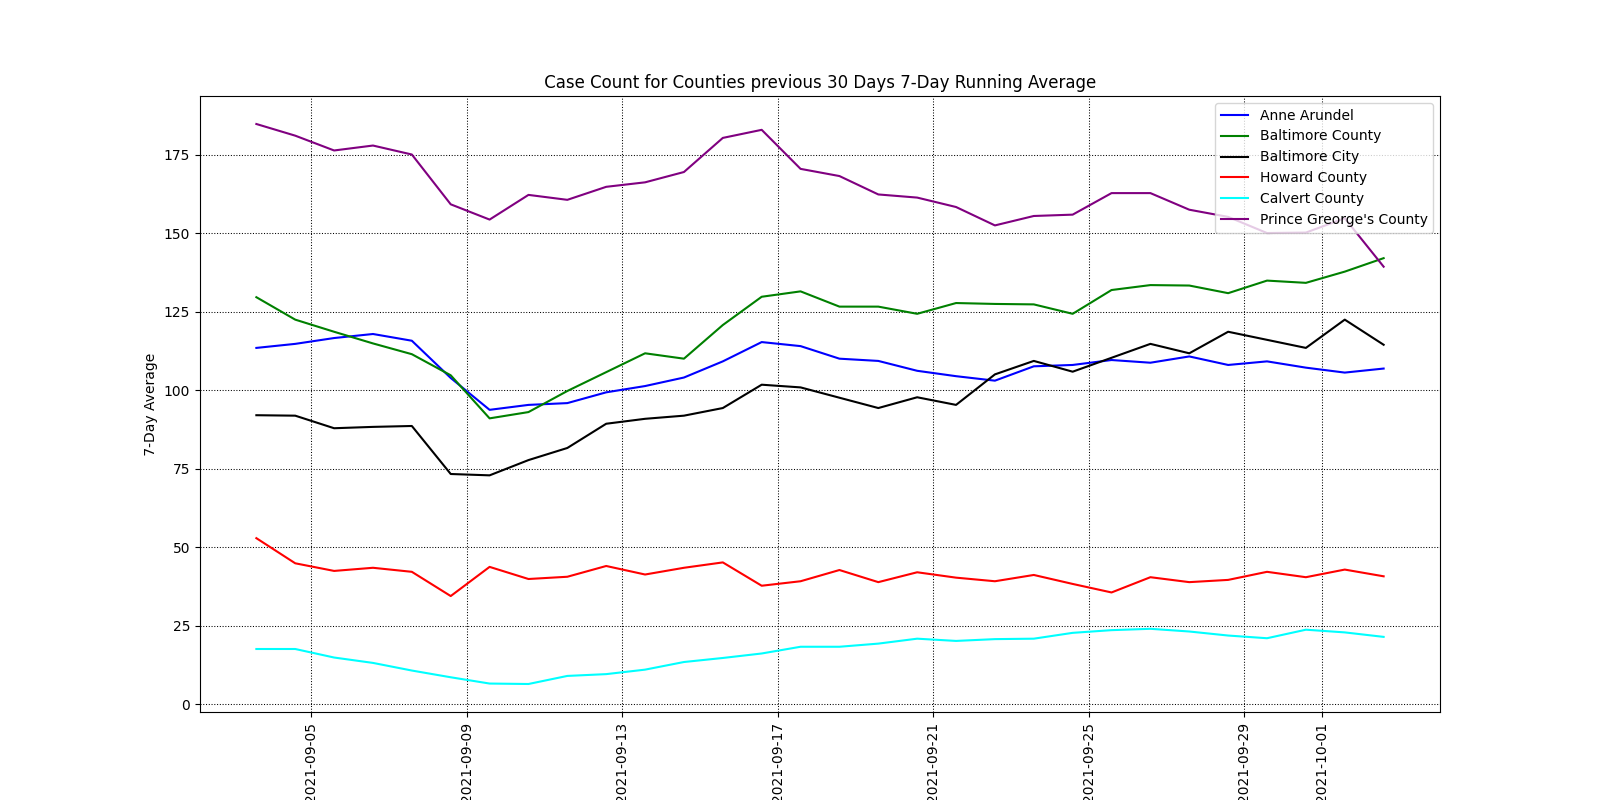 Case Count for Counties previous 30 Days 7-Day Running Average
Anne Arundel
Baltimore County
Baltimore City
Howard County
Calvert County
Prince Greorge's County
7-Day Average
175
150
125
100
75
50
25
0
2021-09-05
2021-09-09
2021-09-13
2021-09-17
2021-09-21
2021-09-25
2021-09-29
2021-10-01